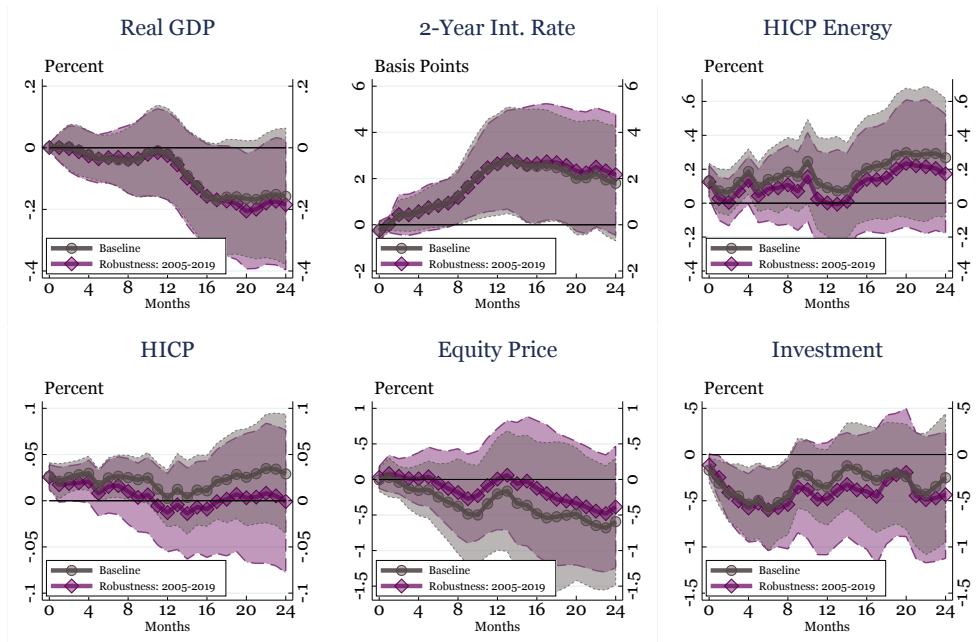 Real GDP
Percent
.2 .2
0 0
-.2 -.2
-.4 -.4
Baseline
Robustness: 2005-2019
0 4 8 12 16 20 24
Months
2-Year Int. Rate
Basis Points
6 6
4 4
2 2
0 0
-2 -2
Baseline
Robustness: 2005-2019
0 4 8 12 16 20 24
Months
HICP Energy
Percent
.6 .6
.4 .4
.2 .2
0 0
-.2 -.2
-.4 -.4
Baseline
Robustness: 2005-2019
0 4 8 12 16 20 24
Months
HICP
Percent
.1 .1
.05 .05
0 0
-.05 -.05
-.1 -.1
Baseline
Robustness: 2005-2019
0 4 8 12 16 20 24
Months
Equity Price
Percent
1 1
.5 .5
0 0
-.5 -.5
-1 -1
-1.5 -1.5
Baseline
Robustness: 2005-2019
0 4 8 12 16 20 24
Months
Investment
Percent
.5 .5
0 0
-.5 -.5
-1 -1
-1.5 -1.5
Baseline
Robustness: 2005-2019
0 4 8 12 16 20 24
Months